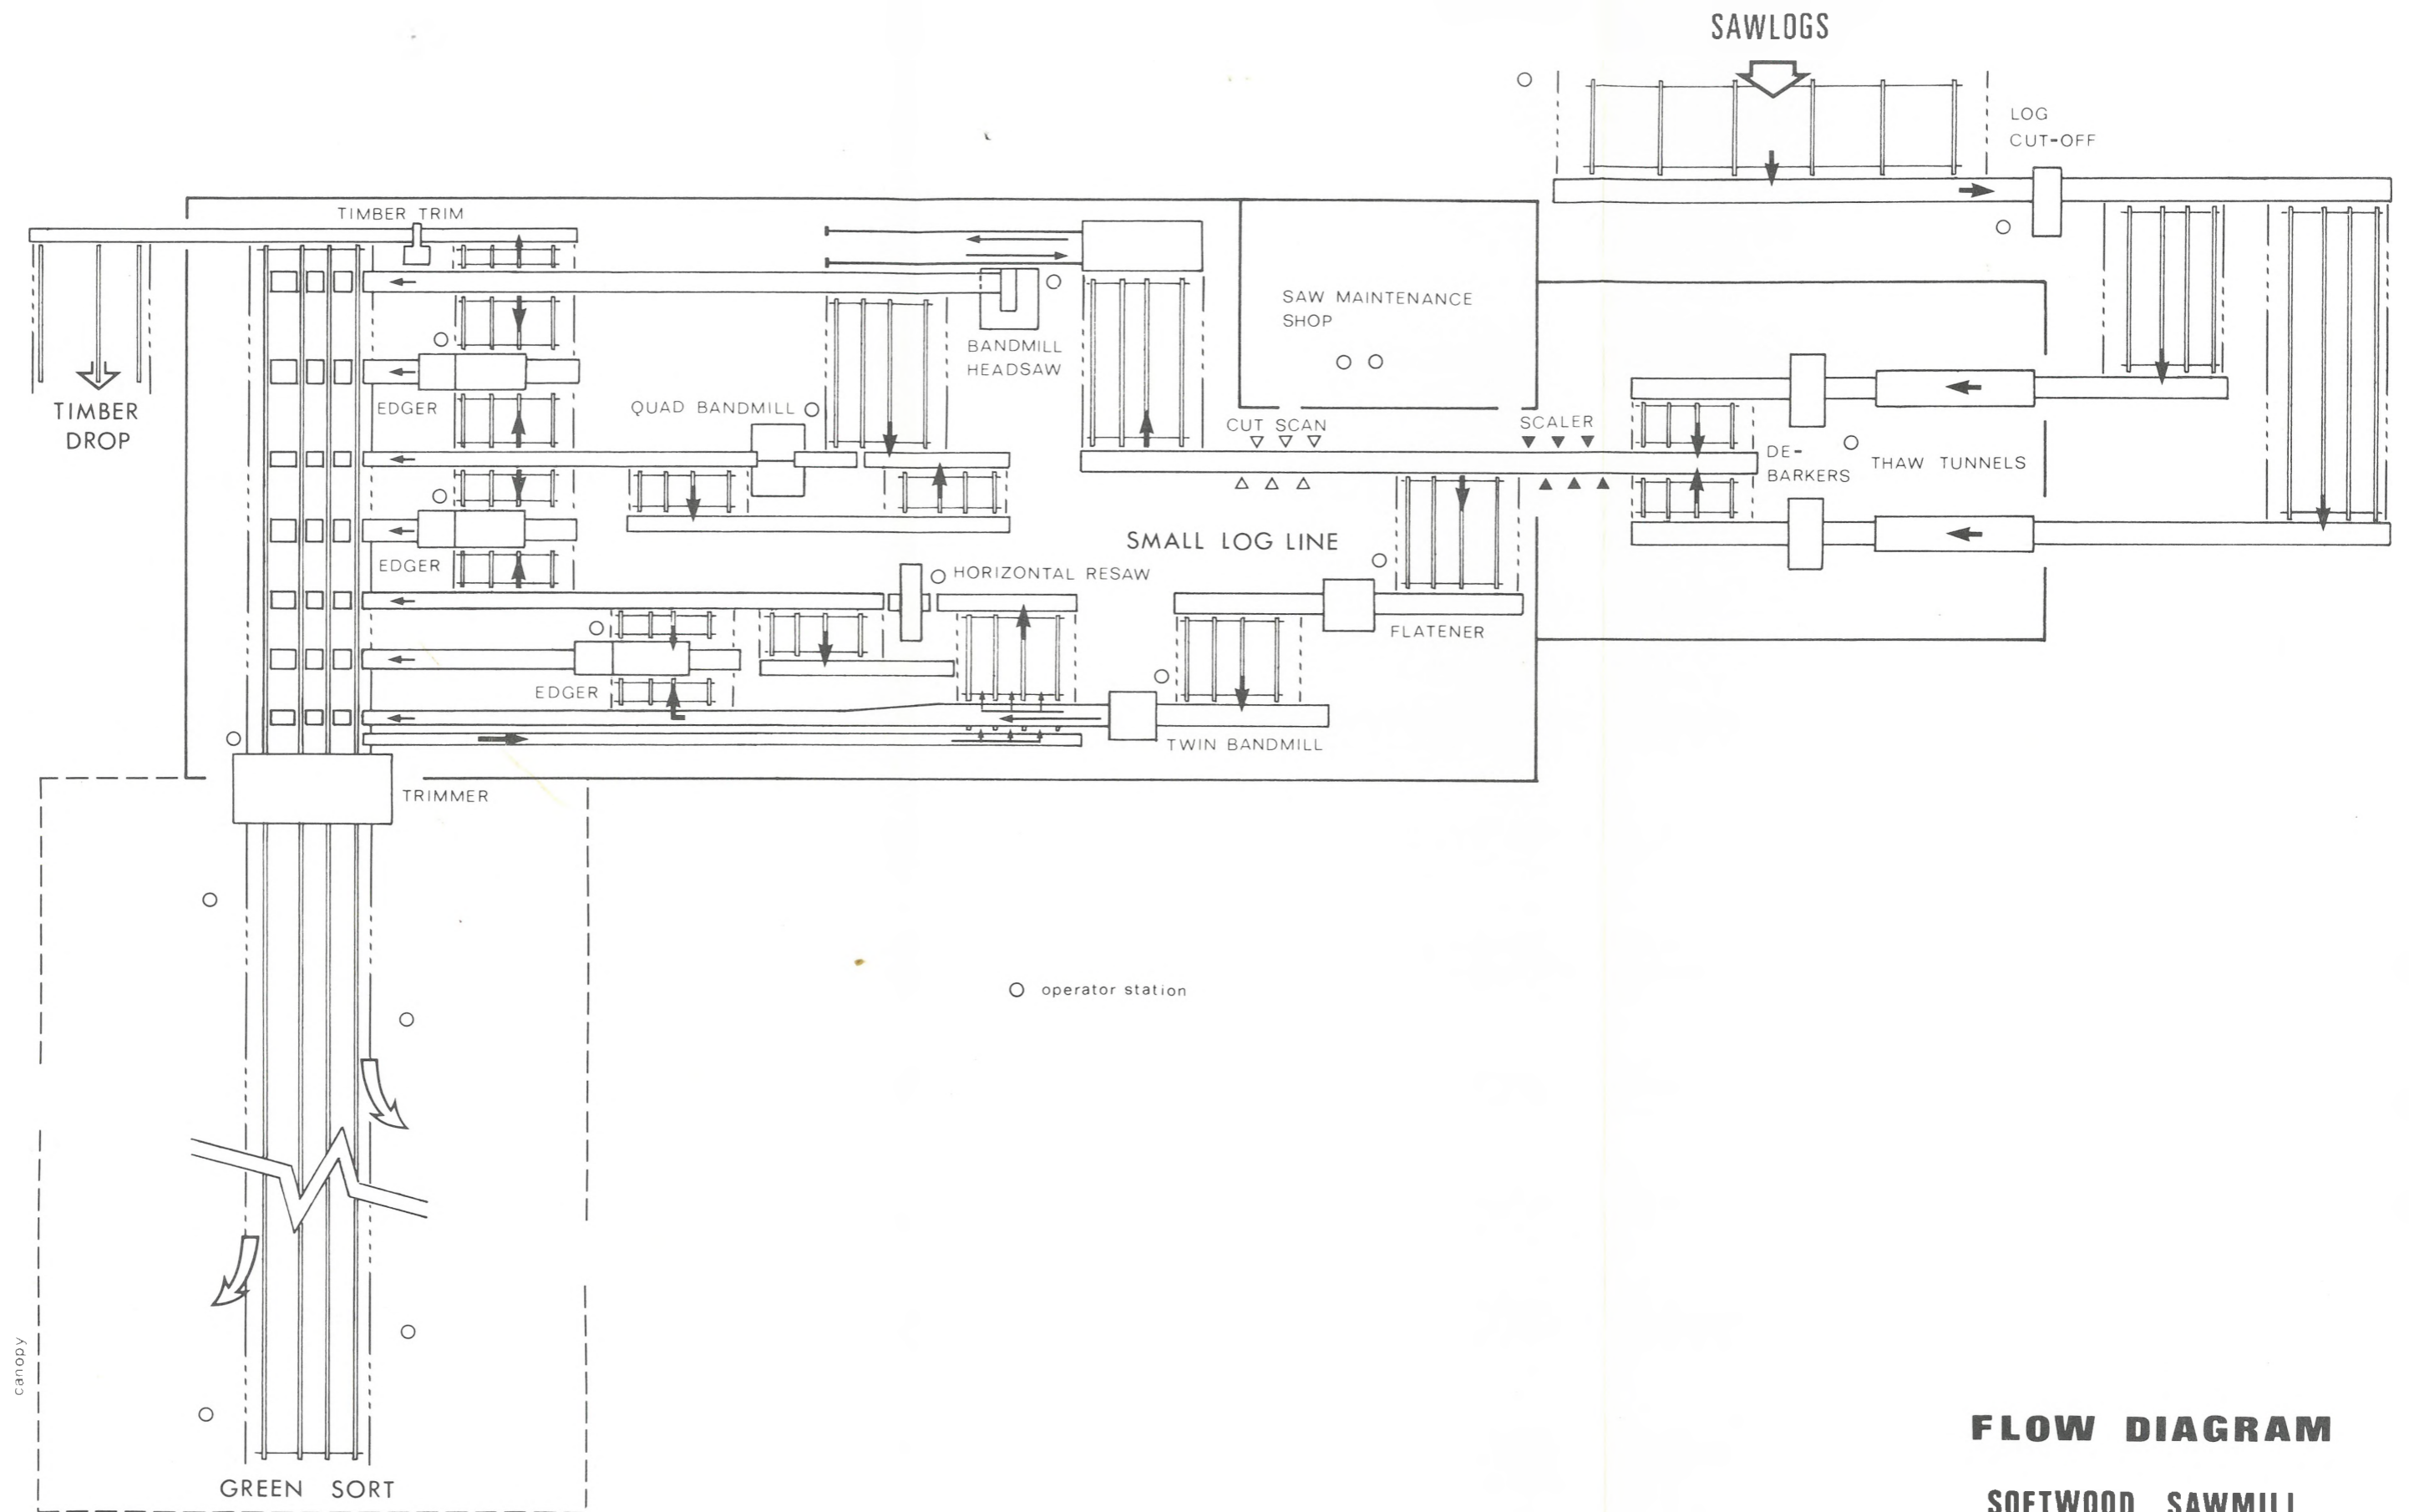 SAWLOGS
LOG
CUT-OFF
TIMBER TRIM
SAW MAINTENANCE
SHOP
BANDMILL
HEADSAW
TIMBER
DROP
EDGER
QUAD BANDMILL
CUT SCAN
SCALER
DE-
BARKERS
THAW TUNNELS
SMALL LOG LINE
EDGER
HORIZONTAL RESAW
FLATENER
EDGER
TWIN BANDMILL
TRIMMER
operator station
canopy
GREEN SORT
FLOW DIAGRAM
SOFTWOOD SAWMILL